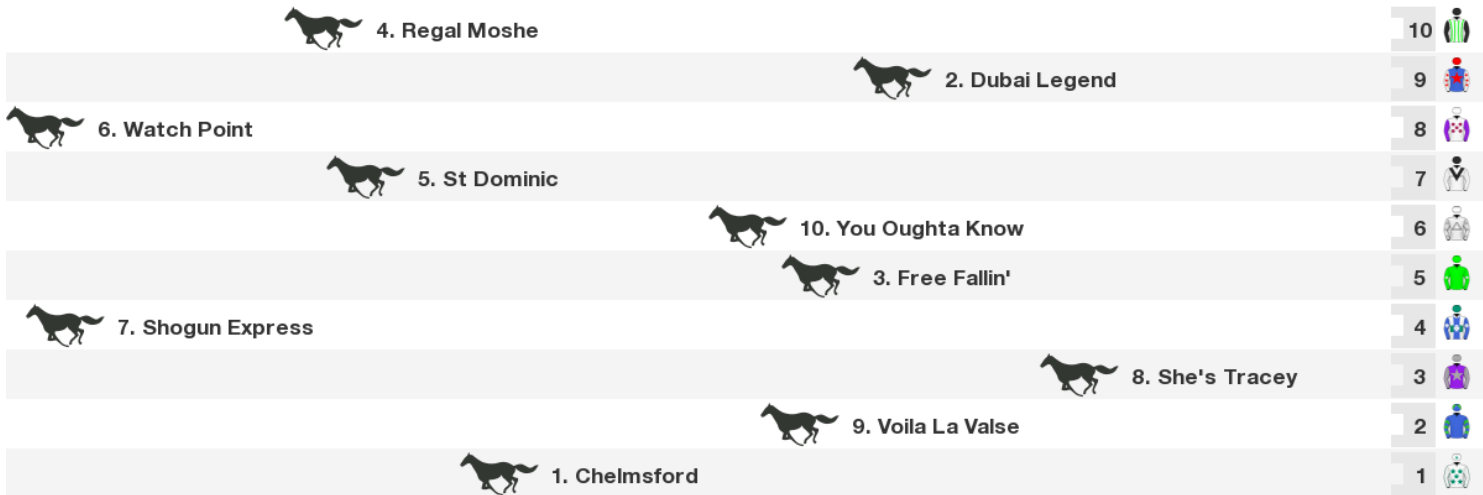 4. Regal Moshe 10
2. Dubai Legend 9
6. Watch Point 8
5. St Dominic 7
10. You Oughta Know 6
3. Free Fallin' 5
7. Shogun Express 4
8. She's Tracey 3
9. Voila La Valse 2
1. Chelmsford 1